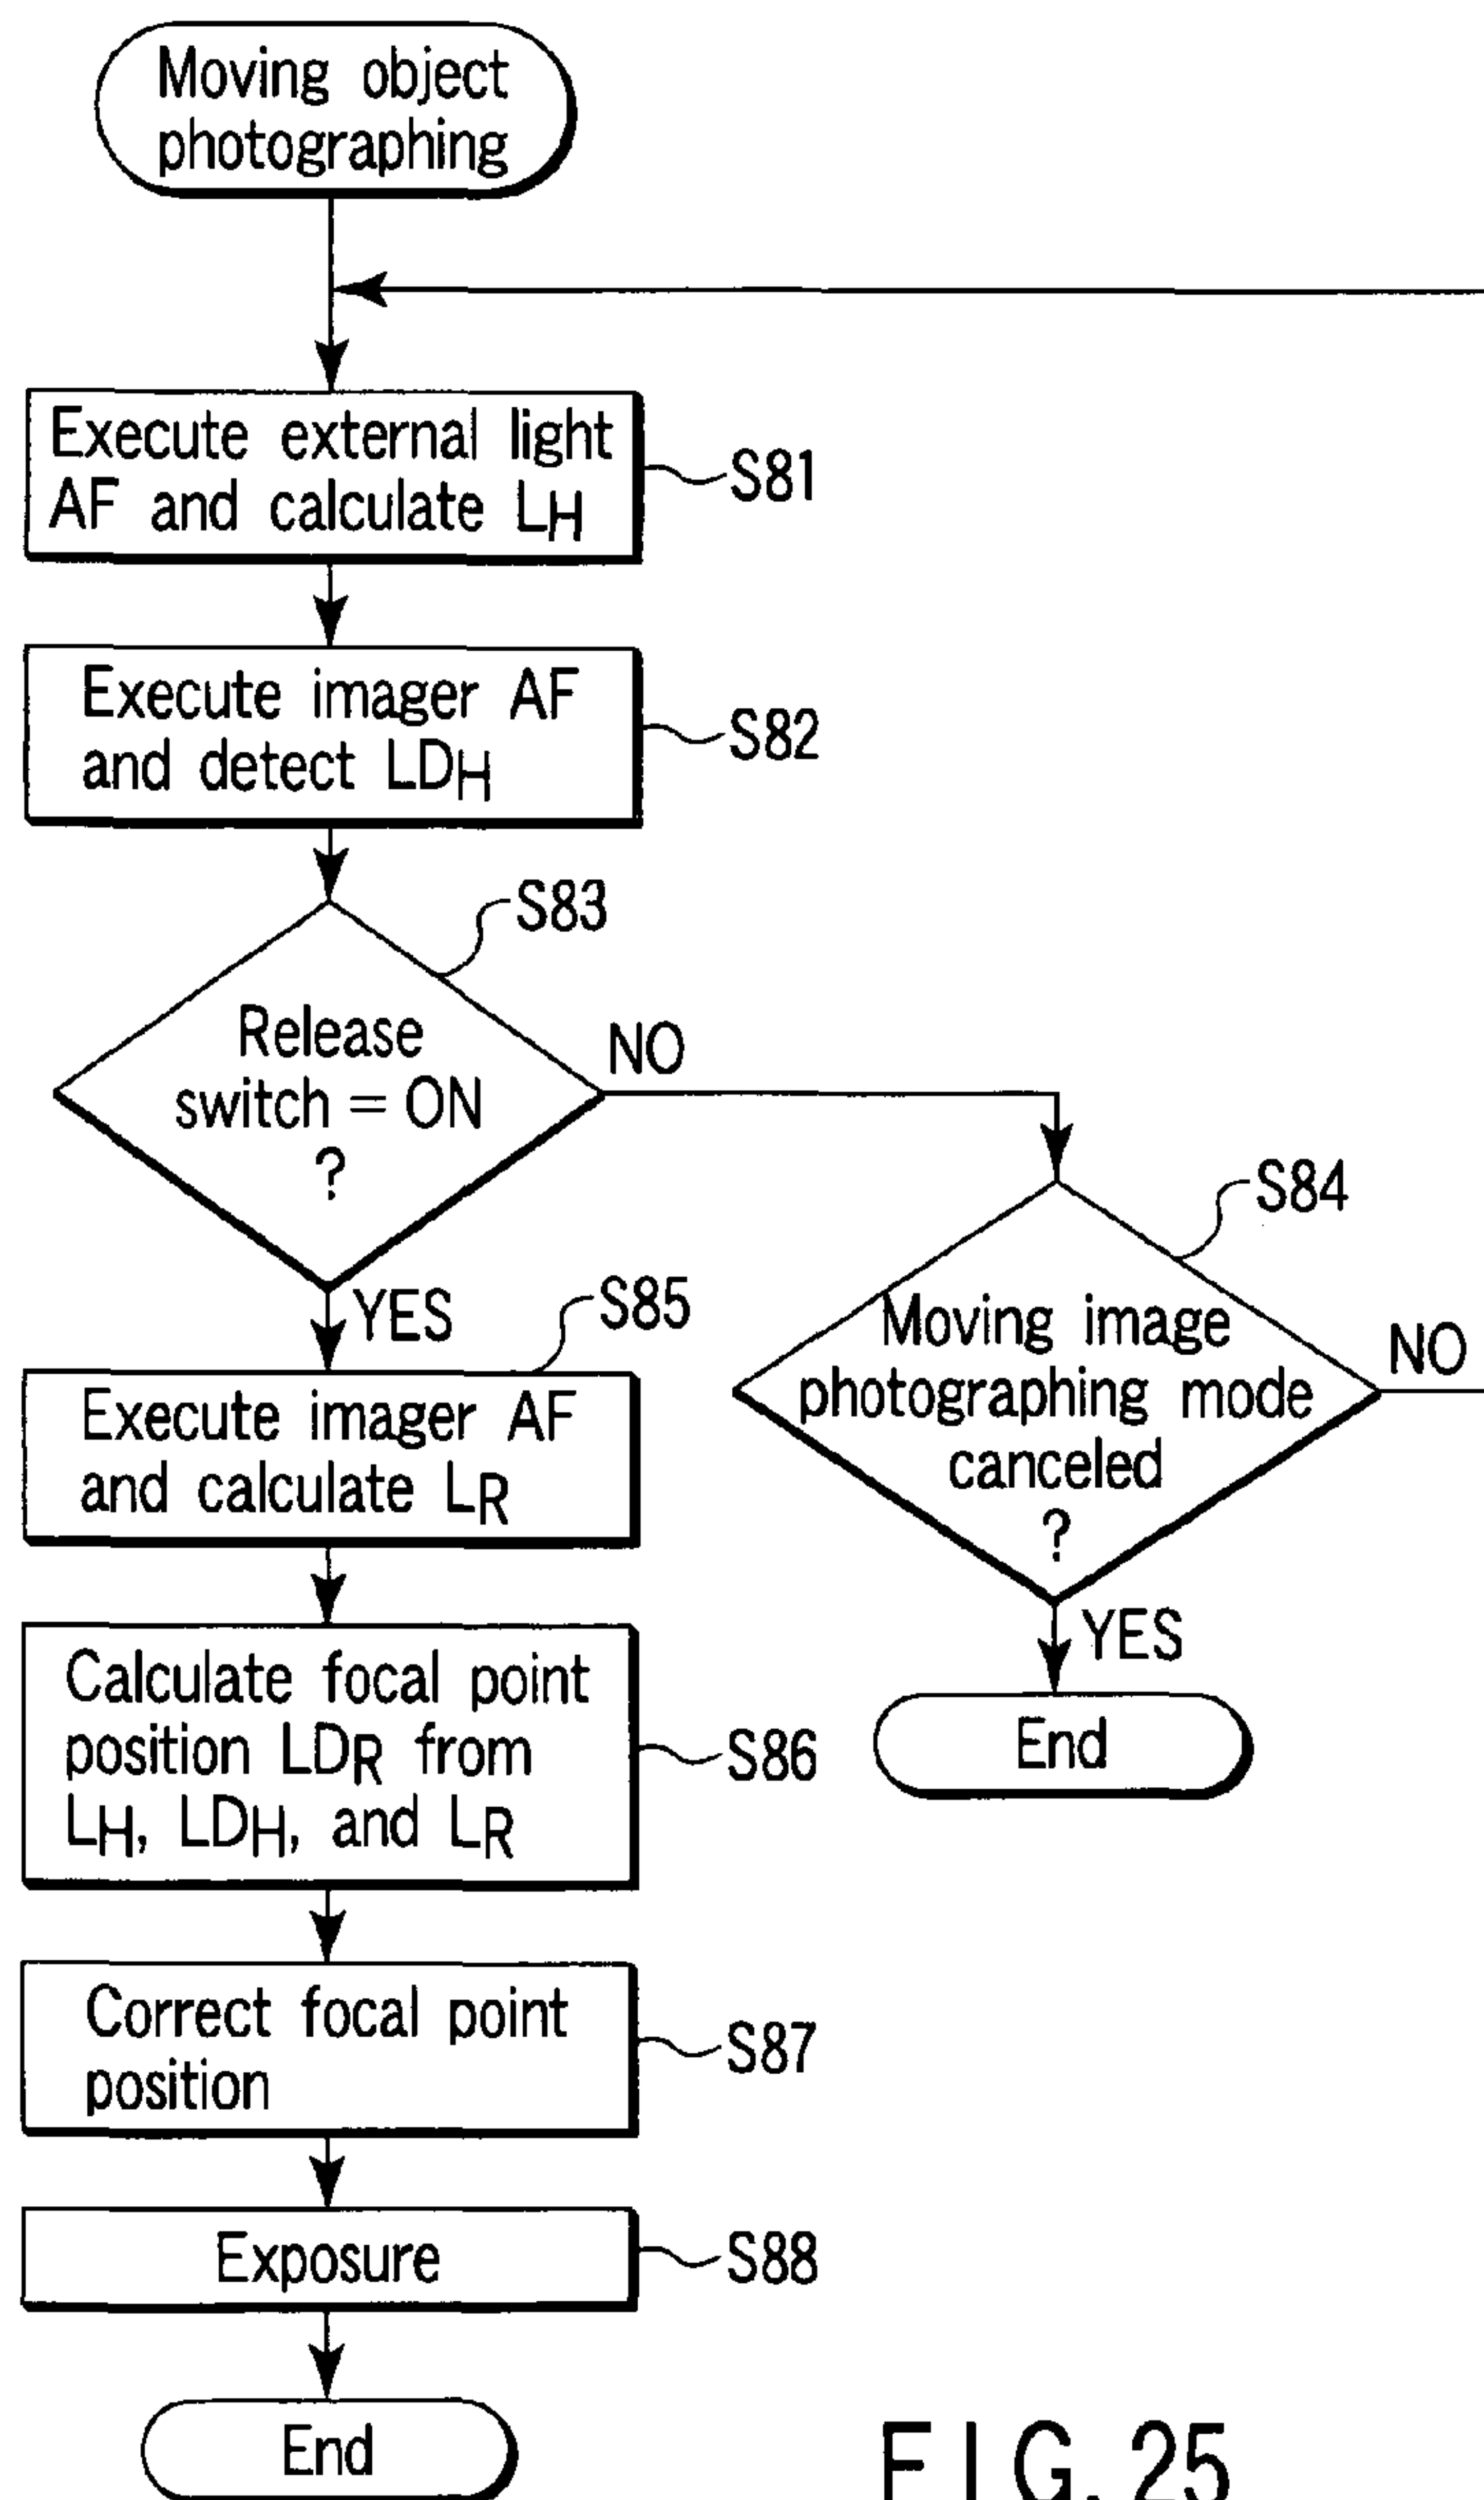 Moving object
photographing
Execute external light
AF and calculate LH
S81
Execute imager AF
and detect LDH
S82
S83
Release
switch = ON
?
NO
YES
S84
Moving image
photographing mode
canceled
?
NO
YES
End
S85
Execute imager AF
and calculate LR
Calculate focal point
position LDR from
LH, LDH, and LR
S86
Correct focal point
position
S87
Exposure
S88
End
FIG. 25